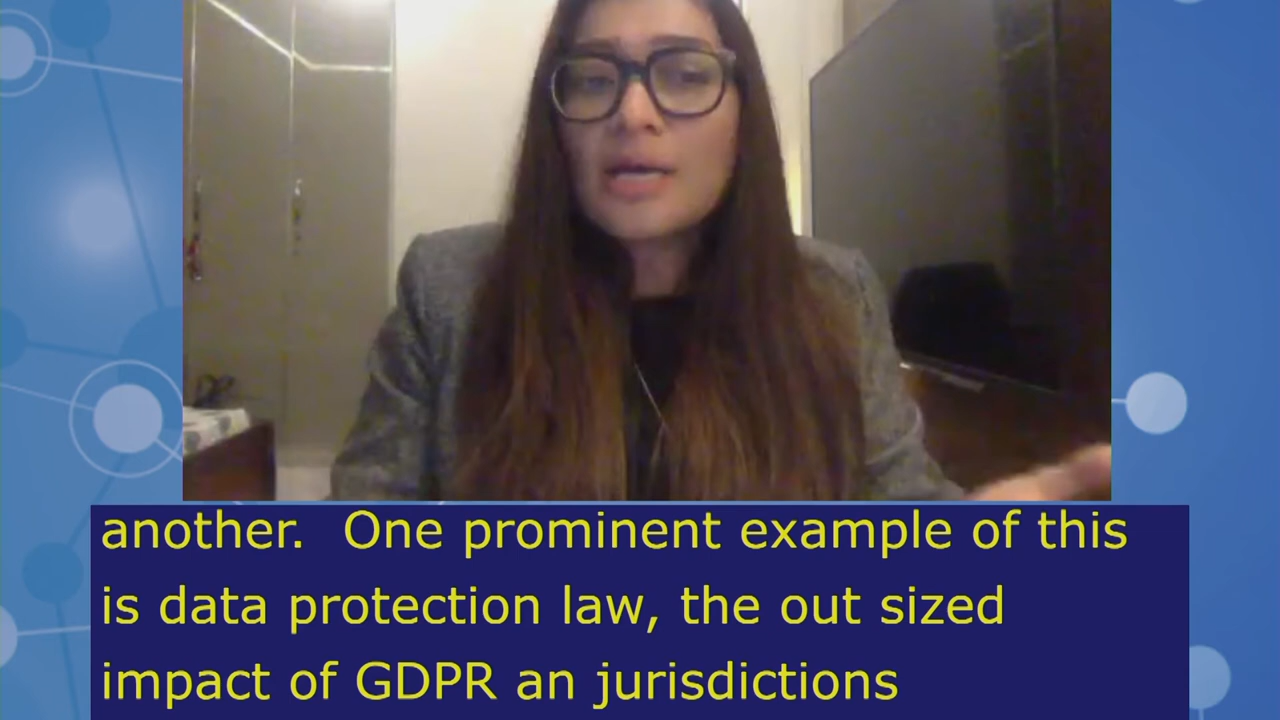 another.  One prominent example of this
is data protection law, the out sized
impact of GDPR an jurisdictions